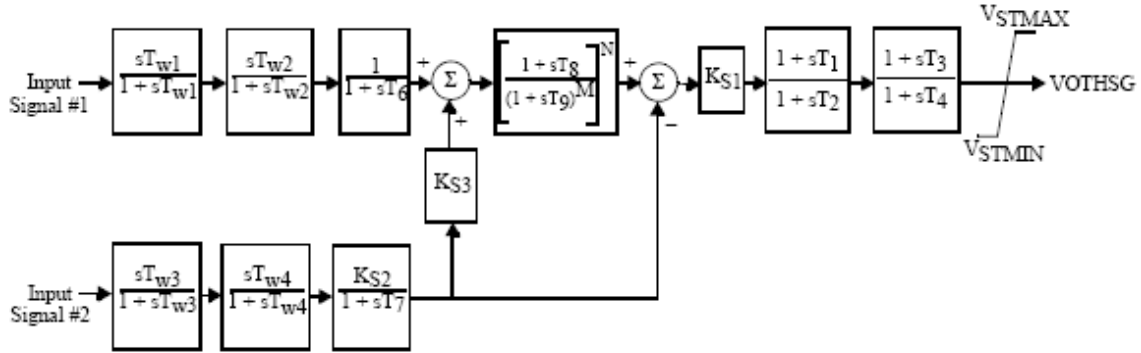 Input
Signal #1
sTw1
1 + sTw1
sTw2
1 + sTw2
1
1 + sT6
+
Σ
+
1 + sT8
(1 + sT9)M
N
+
Σ
−
KS1
1 + sT1
1 + sT2
1 + sT3
1 + sT4
VSTMAX
VOTHSG
VSTMIN
KS3
Input
Signal #2
sTw3
1 + sTw3
sTw4
1 + sTw4
KS2
1 + sT7